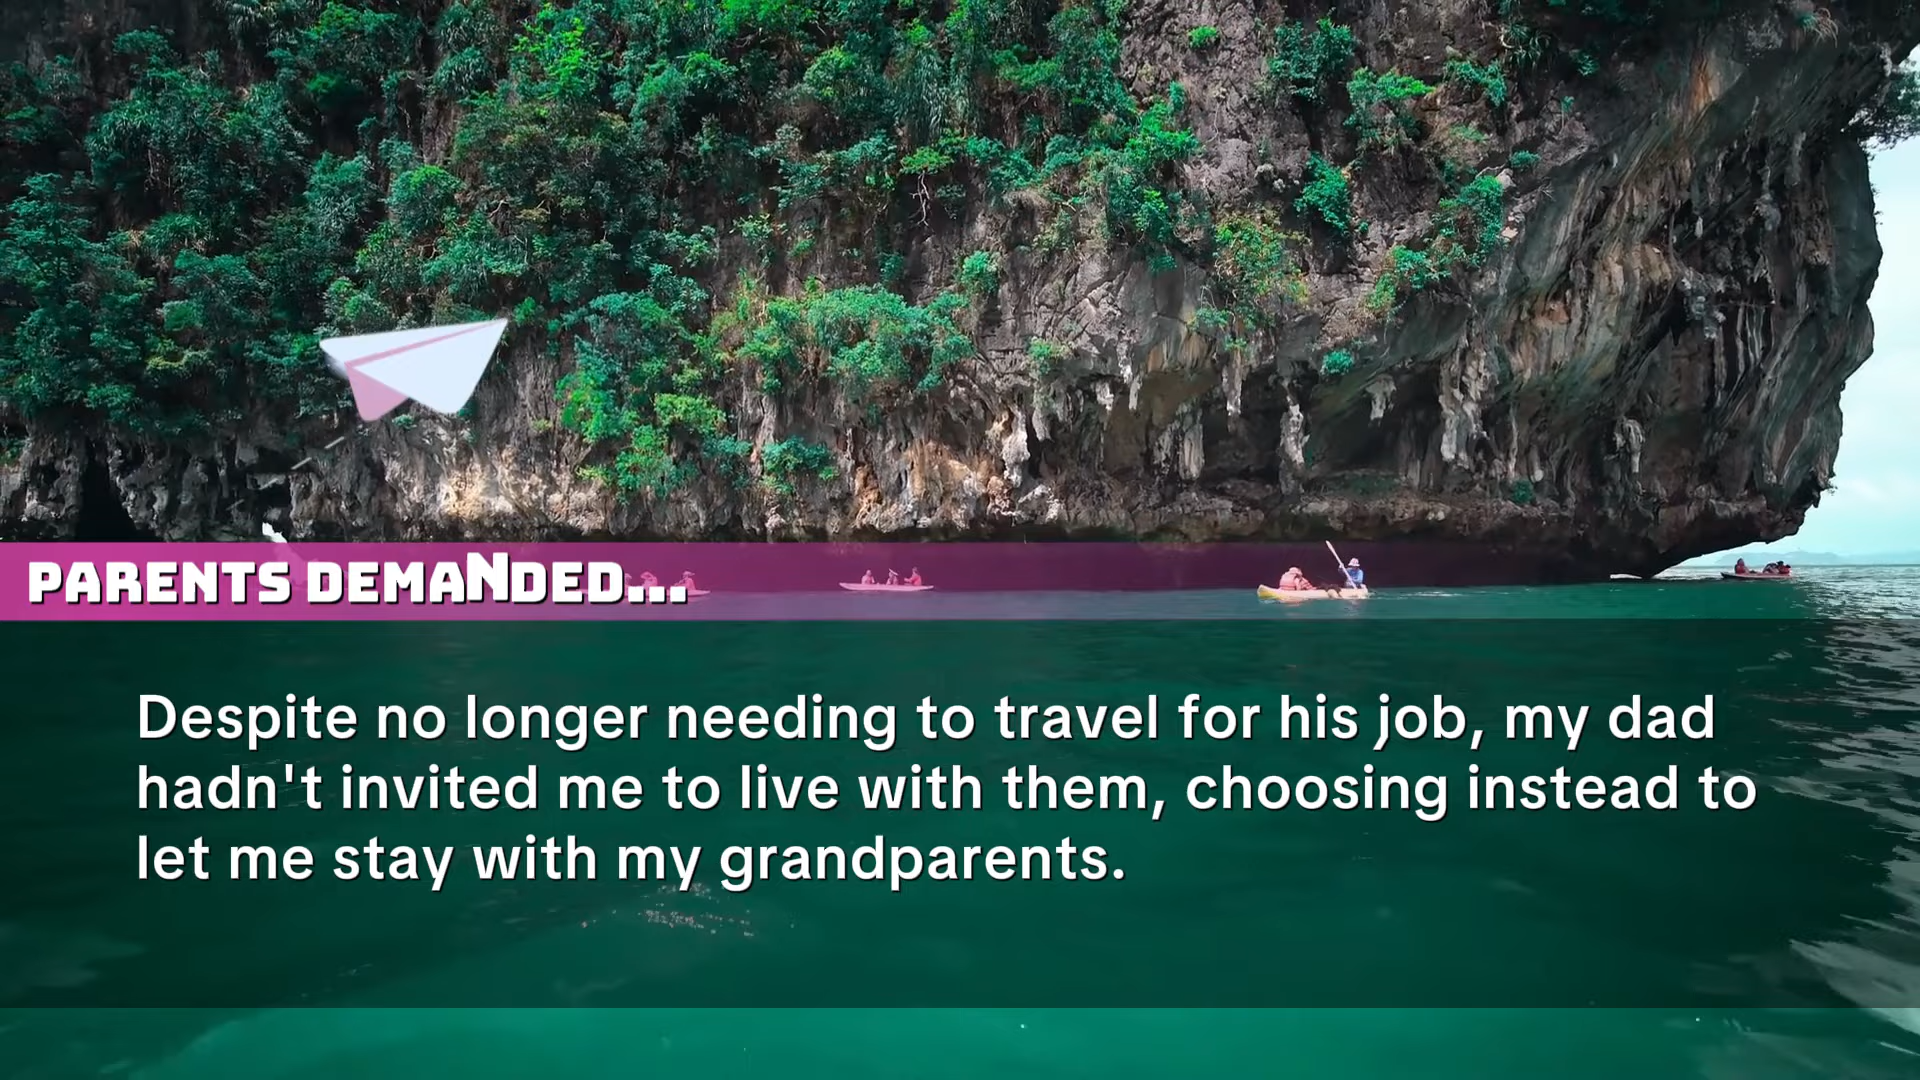 PARENTS DEMANDED...
Despite no longer needing to travel for his job, my dad
hadn't invited me to live with them, choosing instead to
let me stay with my grandparents.